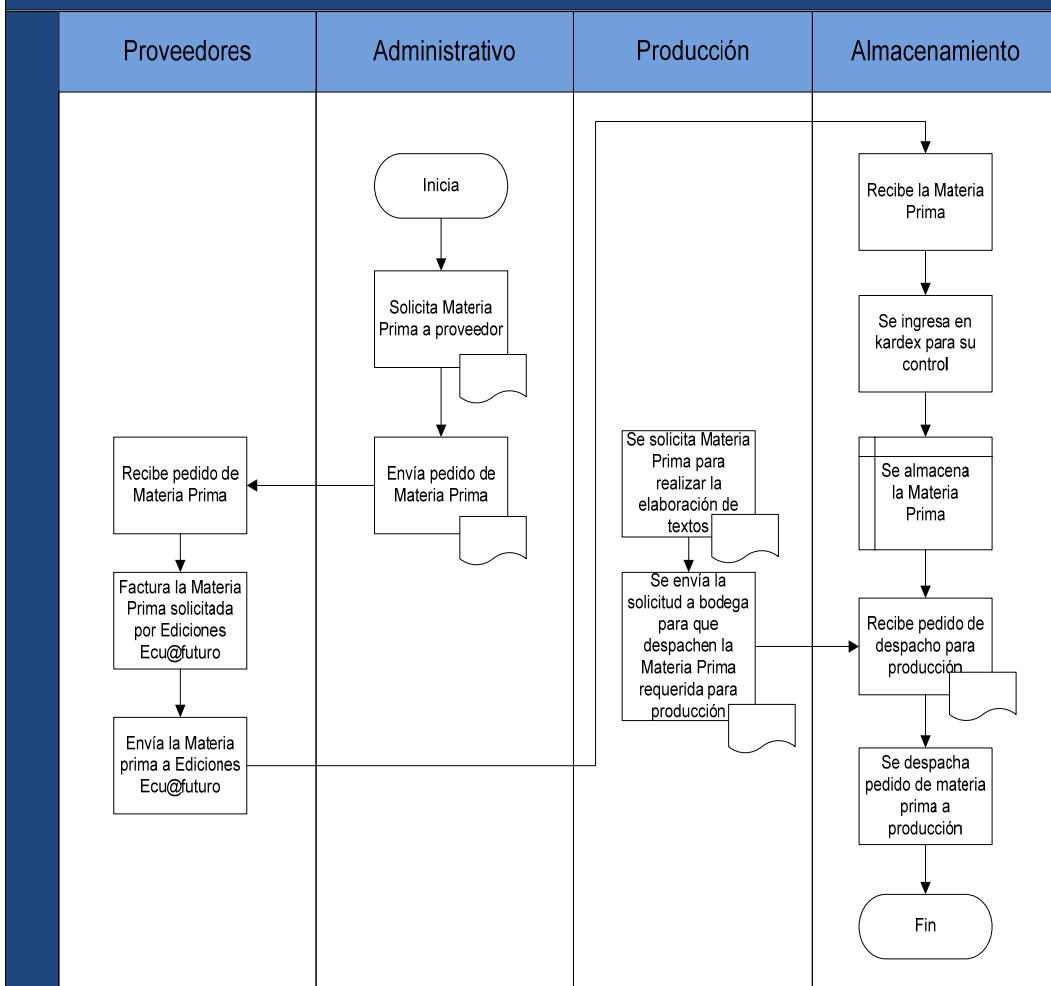 Proveedores
Administrativo
Producción
Almacenamiento
Inicia
Solicita Materia
Prima a proveedor
Envía pedido de
Materia Prima
Recibe pedido de
Materia Prima
Factura la Materia
Prima solicitada
por Ediciones
Ecu@futuro
Envía la Materia
prima a Ediciones
Ecu@futuro
Se solicita Materia
Prima para
realizar la
elaboración de
textos
Se envía la
solicitud a bodega
para que
despachen la
Materia Prima
requerida para
producción
Recibe la Materia
Prima
Se ingresa en
kardex para su
control
Se almacena
la Materia
Prima
Recibe pedido de
despacho para
producción
Se despacha
pedido de materia
prima a
producción
Fin